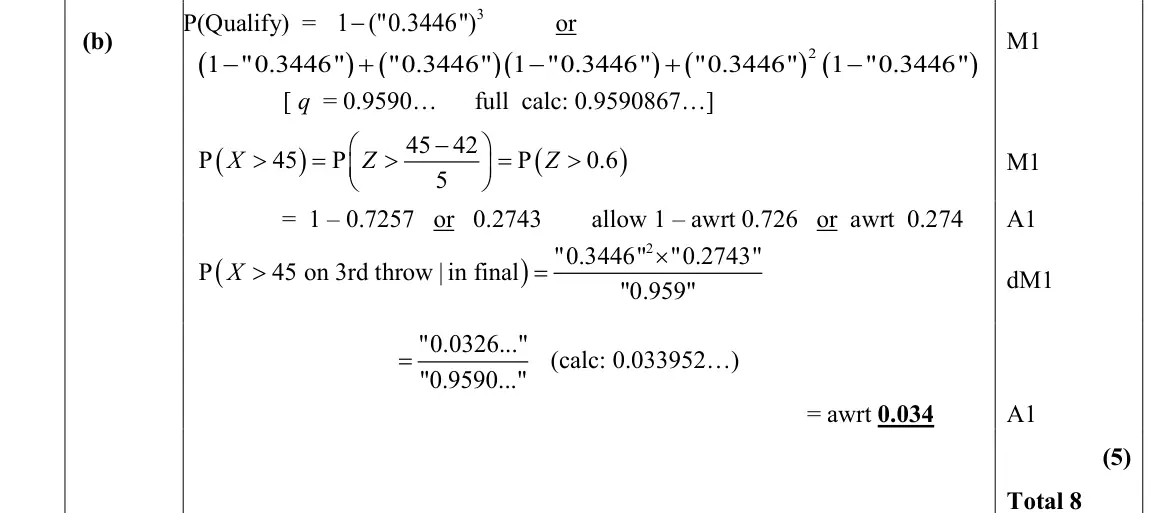 (b) P(Qualify) = 1−("0.3446")³ or M1
(1−"0.3446")+("0.3446")(1−"0.3446")+("0.3446")²(1−"0.3446")
[ q = 0.9590… full calc: 0.9590867…]
P(X > 45) = P(Z > (45−42)/5) = P(Z > 0.6) M1
= 1 – 0.7257 or 0.2743 allow 1 – awrt 0.726 or awrt 0.274 A1
P(X > 45 on 3rd throw | in final) = ("0.3446"²×"0.2743")/"0.959" dM1
= "0.0326..."/"0.9590..." (calc: 0.033952…)
= awrt 0.034 A1
(5)
Total 8